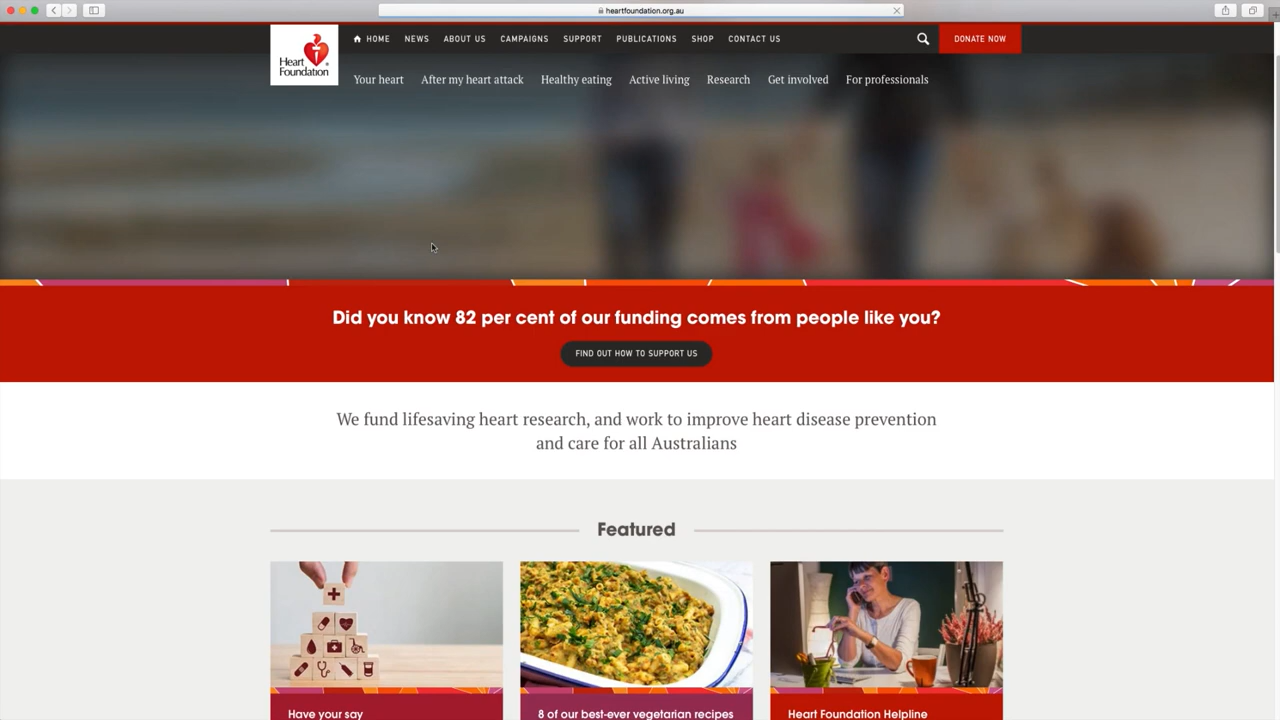 heartfoundation.org.au
Heart
Foundation
HOME NEWS ABOUT US CAMPAIGNS SUPPORT PUBLICATIONS SHOP CONTACT US DONATE NOW
Your heart After my heart attack Healthy eating Active living Research Get involved For professionals
Did you know 82 per cent of our funding comes from people like you?
FIND OUT HOW TO SUPPORT US
We fund lifesaving heart research, and work to improve heart disease prevention
and care for all Australians
Featured
Have your say 8 of our best-ever vegetarian recipes Heart Foundation Helpline